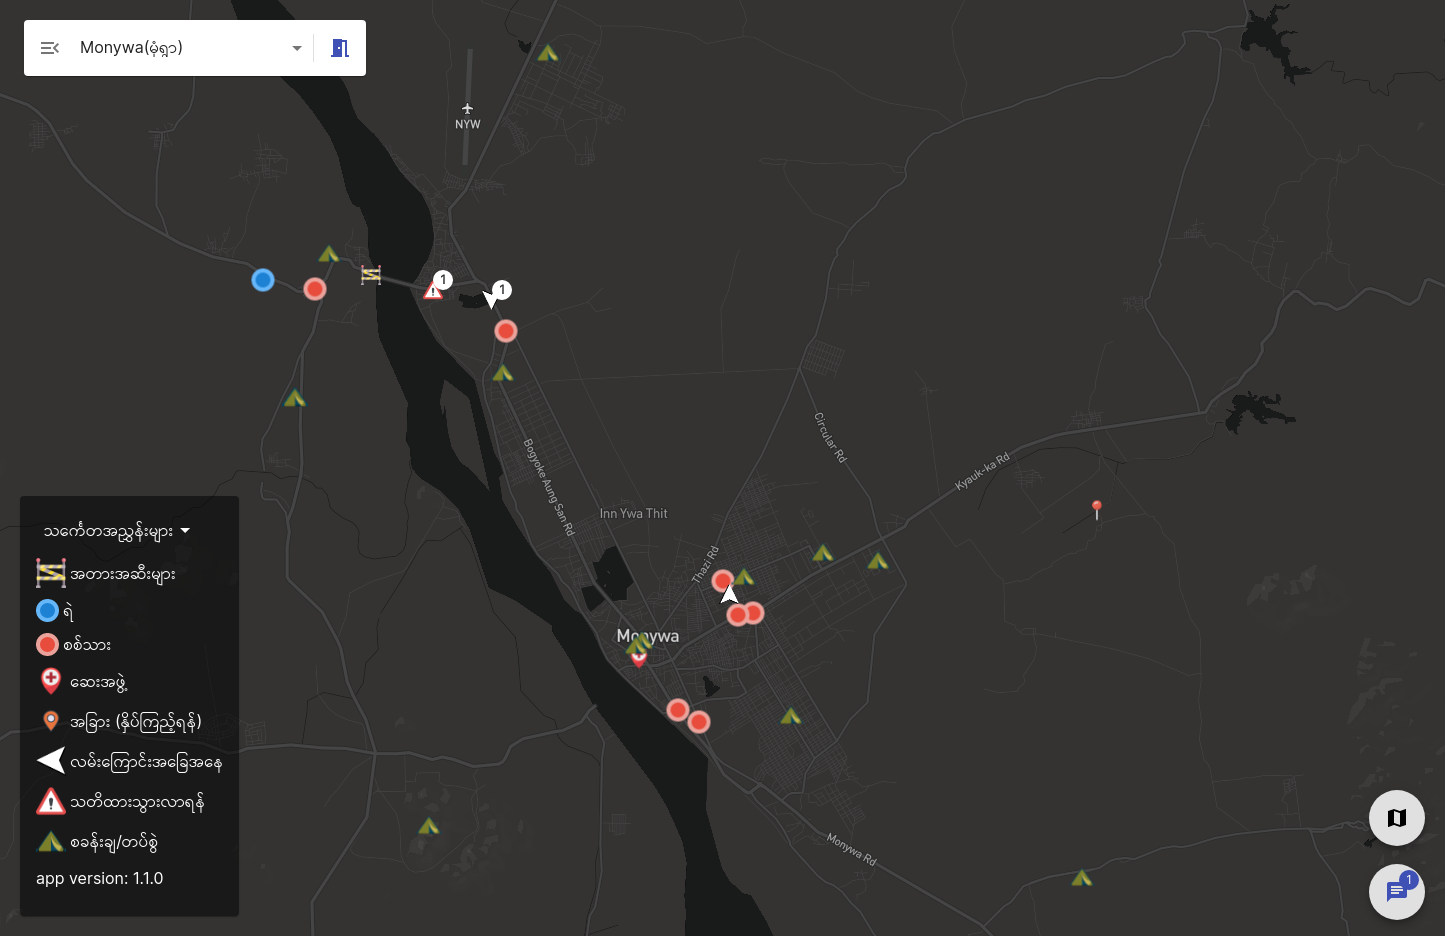 Monywa(မုံရွာ)
NYW
1
1
Circular Rd
Bogyoke Aung San Rd
Kyauk-ka Rd
Inn Ywa Thit
Thazi Rd
Monywa
Monywa Rd
သင်္ကေတအညွှန်းများ
အတားအဆီးများ
ရဲ
စစ်သား
ဆေးအဖွဲ့
အခြား (နှိပ်ကြည့်ရန်)
လမ်းကြောင်းအခြေအနေ
သတိထားသွားလာရန်
စခန်းချ/တပ်စွဲ
app version: 1.1.0
1